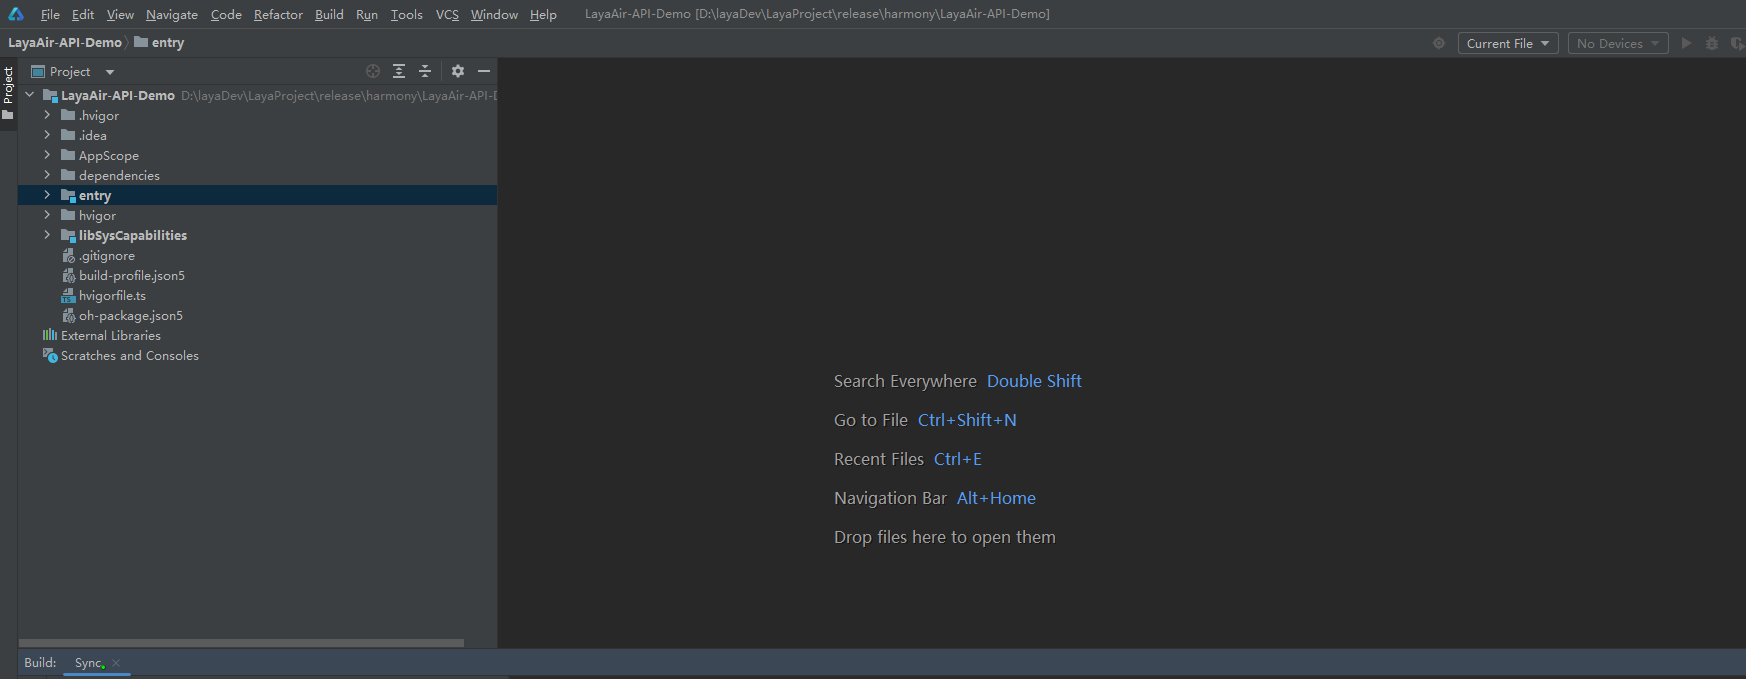 File Edit View Navigate Code Refactor Build Run Tools VCS Window Help LayaAir-API-Demo [D:\layaDev\LayaProject\release\harmony\LayaAir-API-Demo]
LayaAir-API-Demo entry Current File No Devices
Project
Project
LayaAir-API-Demo D:\layaDev\LayaProject\release\harmony\LayaAir-API-D
.hvigor
.idea
AppScope
dependencies
entry
hvigor
libSysCapabilities
.gitignore
build-profile.json5
hvigorfile.ts
oh-package.json5
External Libraries
Scratches and Consoles
Search Everywhere Double Shift
Go to File Ctrl+Shift+N
Recent Files Ctrl+E
Navigation Bar Alt+Home
Drop files here to open them
Build: Sync